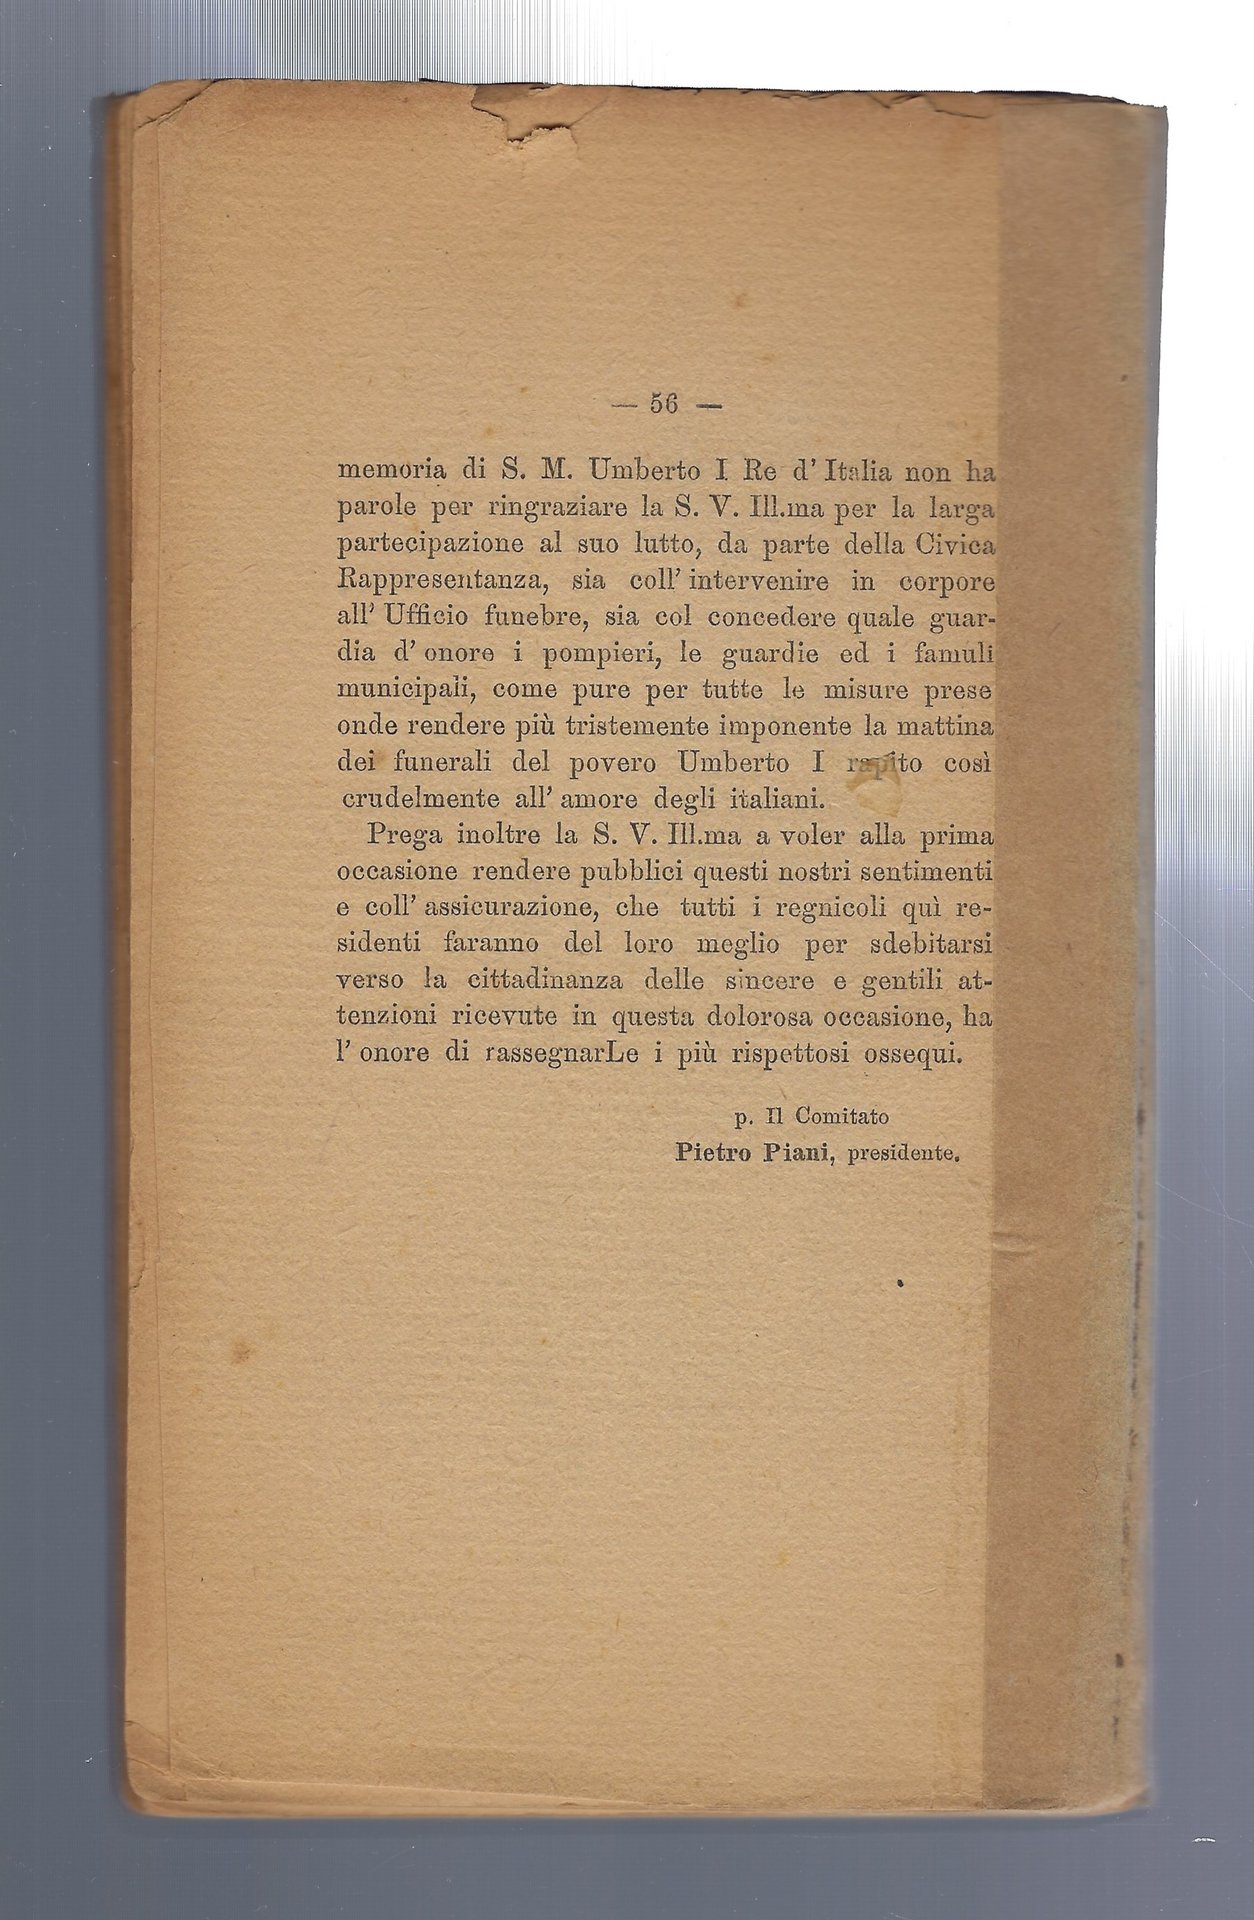 — 56 —
memoria di S. M. Umberto I Re d' Italia non ha
parole per ringraziare la S. V. Ill.ma per la larga
partecipazione al suo lutto, da parte della Civica
Rappresentanza, sia coll' intervenire in corpore
all' Ufficio funebre, sia col concedere quale guar-
dia d' onore i pompieri, le guardie ed i famuli
municipali, come pure per tutte le misure prese
onde rendere più tristemente imponente la mattina
dei funerali del povero Umberto I rapito così
crudelmente all' amore degli italiani.
Prega inoltre la S. V. Ill.ma a voler alla prima
occasione rendere pubblici questi nostri sentimenti
e coll' assicurazione, che tutti i regnicoli quì re-
sidenti faranno del loro meglio per sdebitarsi
verso la cittadinanza delle sincere e gentili at-
tenzioni ricevute in questa dolorosa occasione, ha
l' onore di rassegnarLe i più rispettosi ossequi.
p. Il Comitato
Pietro Piani, presidente.